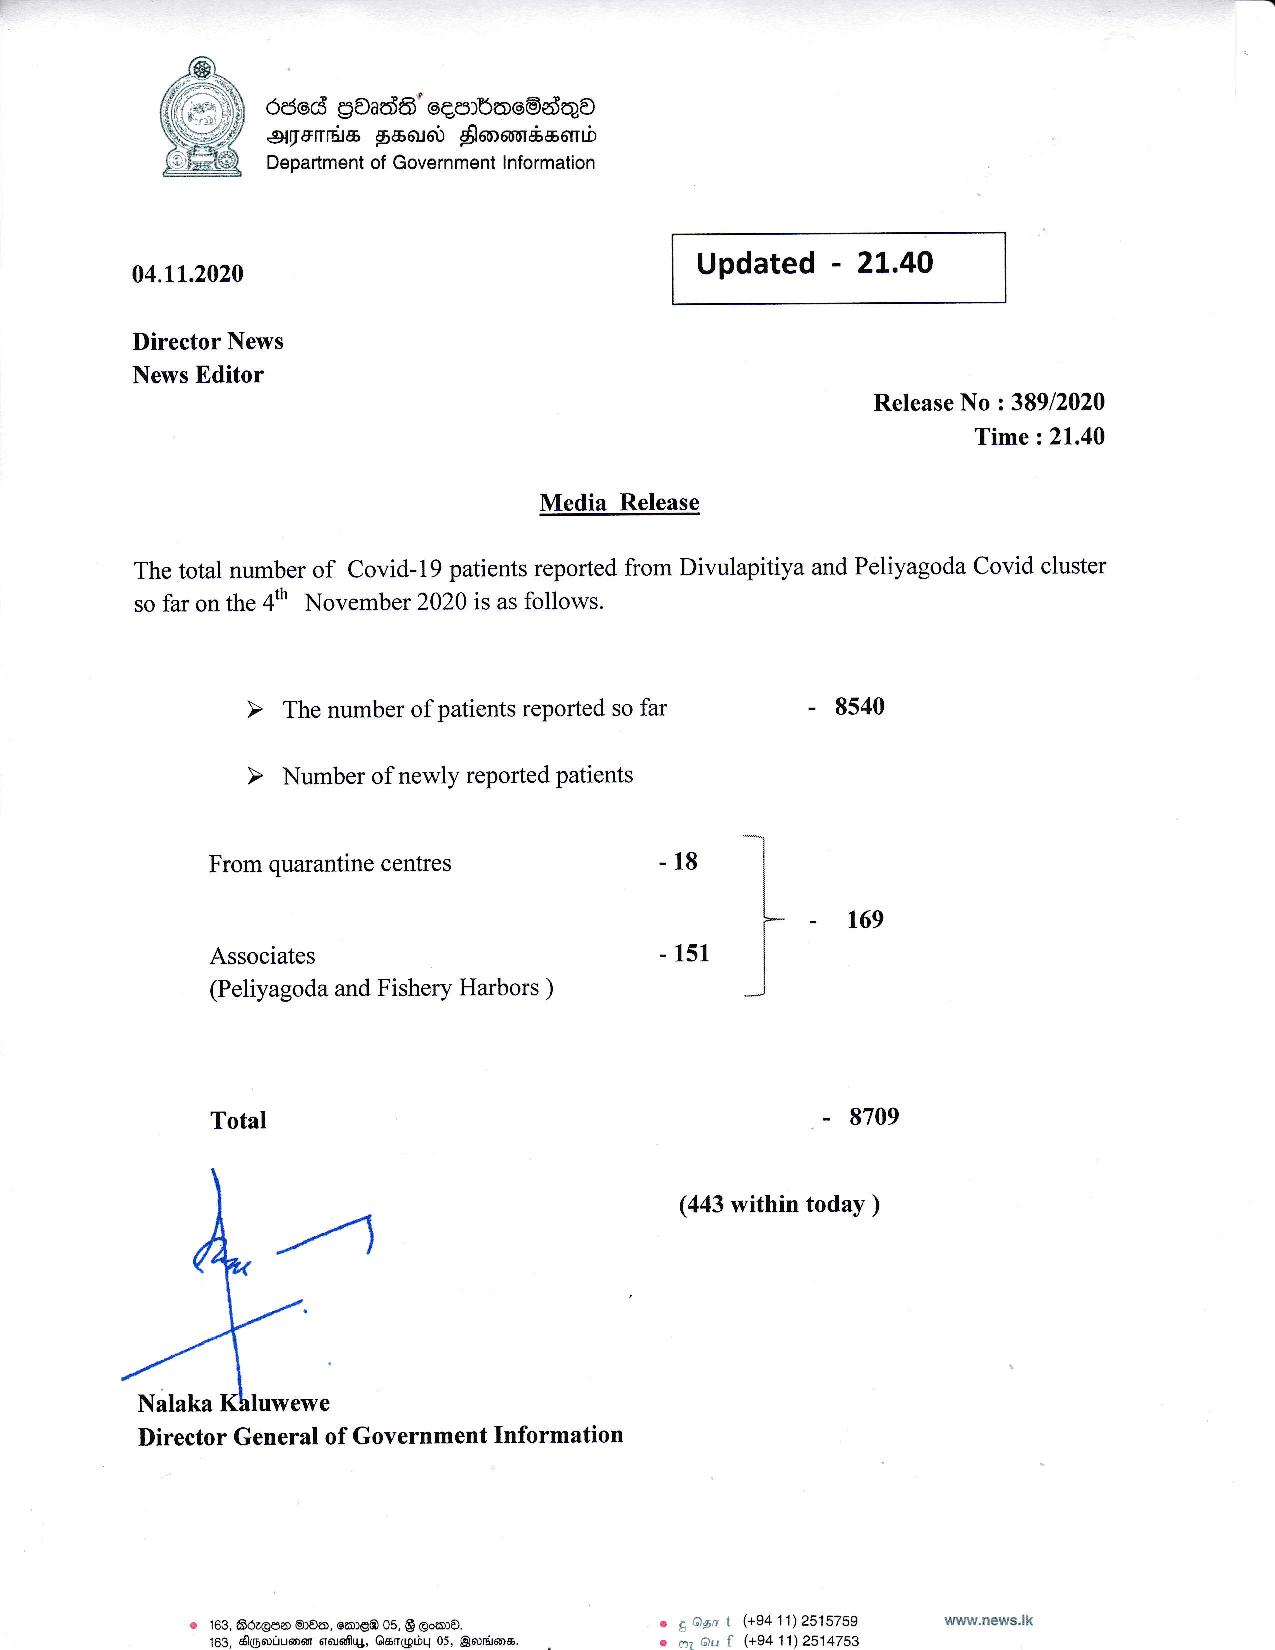 රජයේ ප්‍රවෘත්ති දෙපාර්තමේන්තුව
அரசாங்க தகவல் திணைக்களம்
Department of Government Information
Updated - 21.40
04.11.2020
Director News
News Editor
Release No : 389/2020
Time : 21.40
Media Release
The total number of Covid-19 patients reported from Divulapitiya and Peliyagoda Covid cluster
so far on the 4th November 2020 is as follows.
➢ The number of patients reported so far - 8540
➢ Number of newly reported patients
From quarantine centres - 18
- 169
Associates - 151
(Peliyagoda and Fishery Harbors )
Total - 8709
(443 within today )
Nalaka Kaluwewe
Director General of Government Information
163, කිරුලපන මාවත, කොළඹ 05, ශ්‍රී ලංකාව.
163, கிருலப்பனை எவனியு, கொழும்பு 05, இலங்கை.
දු தொ t (+94 11) 2515759
ෆැ பெ f (+94 11) 2514753
www.news.lk